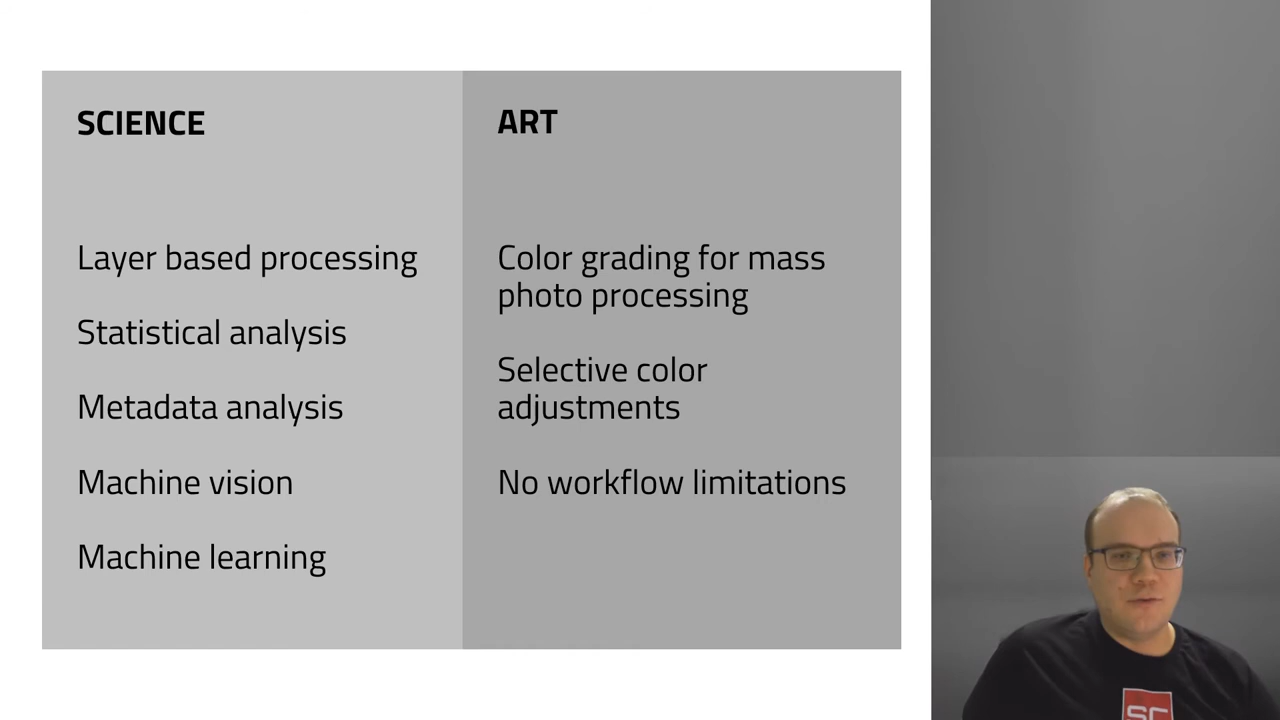 SCIENCE
Layer based processing
Statistical analysis
Metadata analysis
Machine vision
Machine learning
ART
Color grading for mass
photo processing
Selective color
adjustments
No workflow limitations
SC